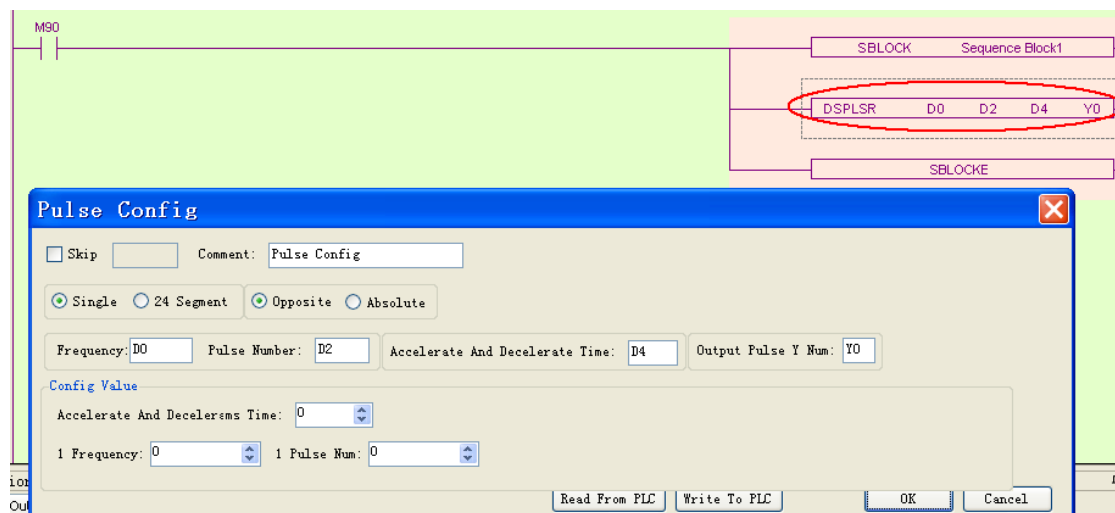 M90
SBLOCK Sequence Block1
DSPLSR D0 D2 D4 Y0
SBLOCKE
Pulse Config
Skip Comment: Pulse Config
Single 24 Segment Opposite Absolute
Frequency: D0 Pulse Number: D2 Accelerate And Decelerate Time: D4 Output Pulse Y Num: Y0
Config Value
Accelerate And Decelerεms Time: 0
1 Frequency: 0 1 Pulse Num: 0
Read From PLC Write To PLC OK Cancel